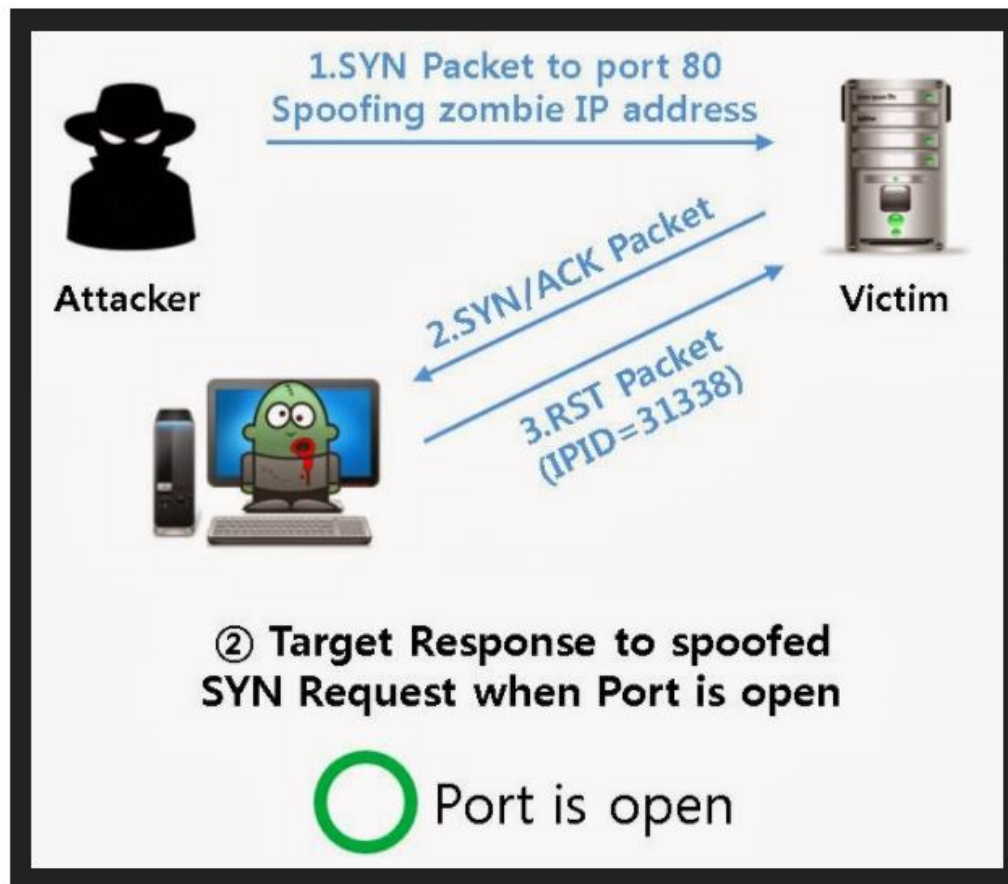 1.SYN Packet to port 80
Spoofing zombie IP address
Attacker
Victim
2.SYN/ACK Packet
3.RST Packet
(IPID=31338)
② Target Response to spoofed
SYN Request when Port is open
Port is open